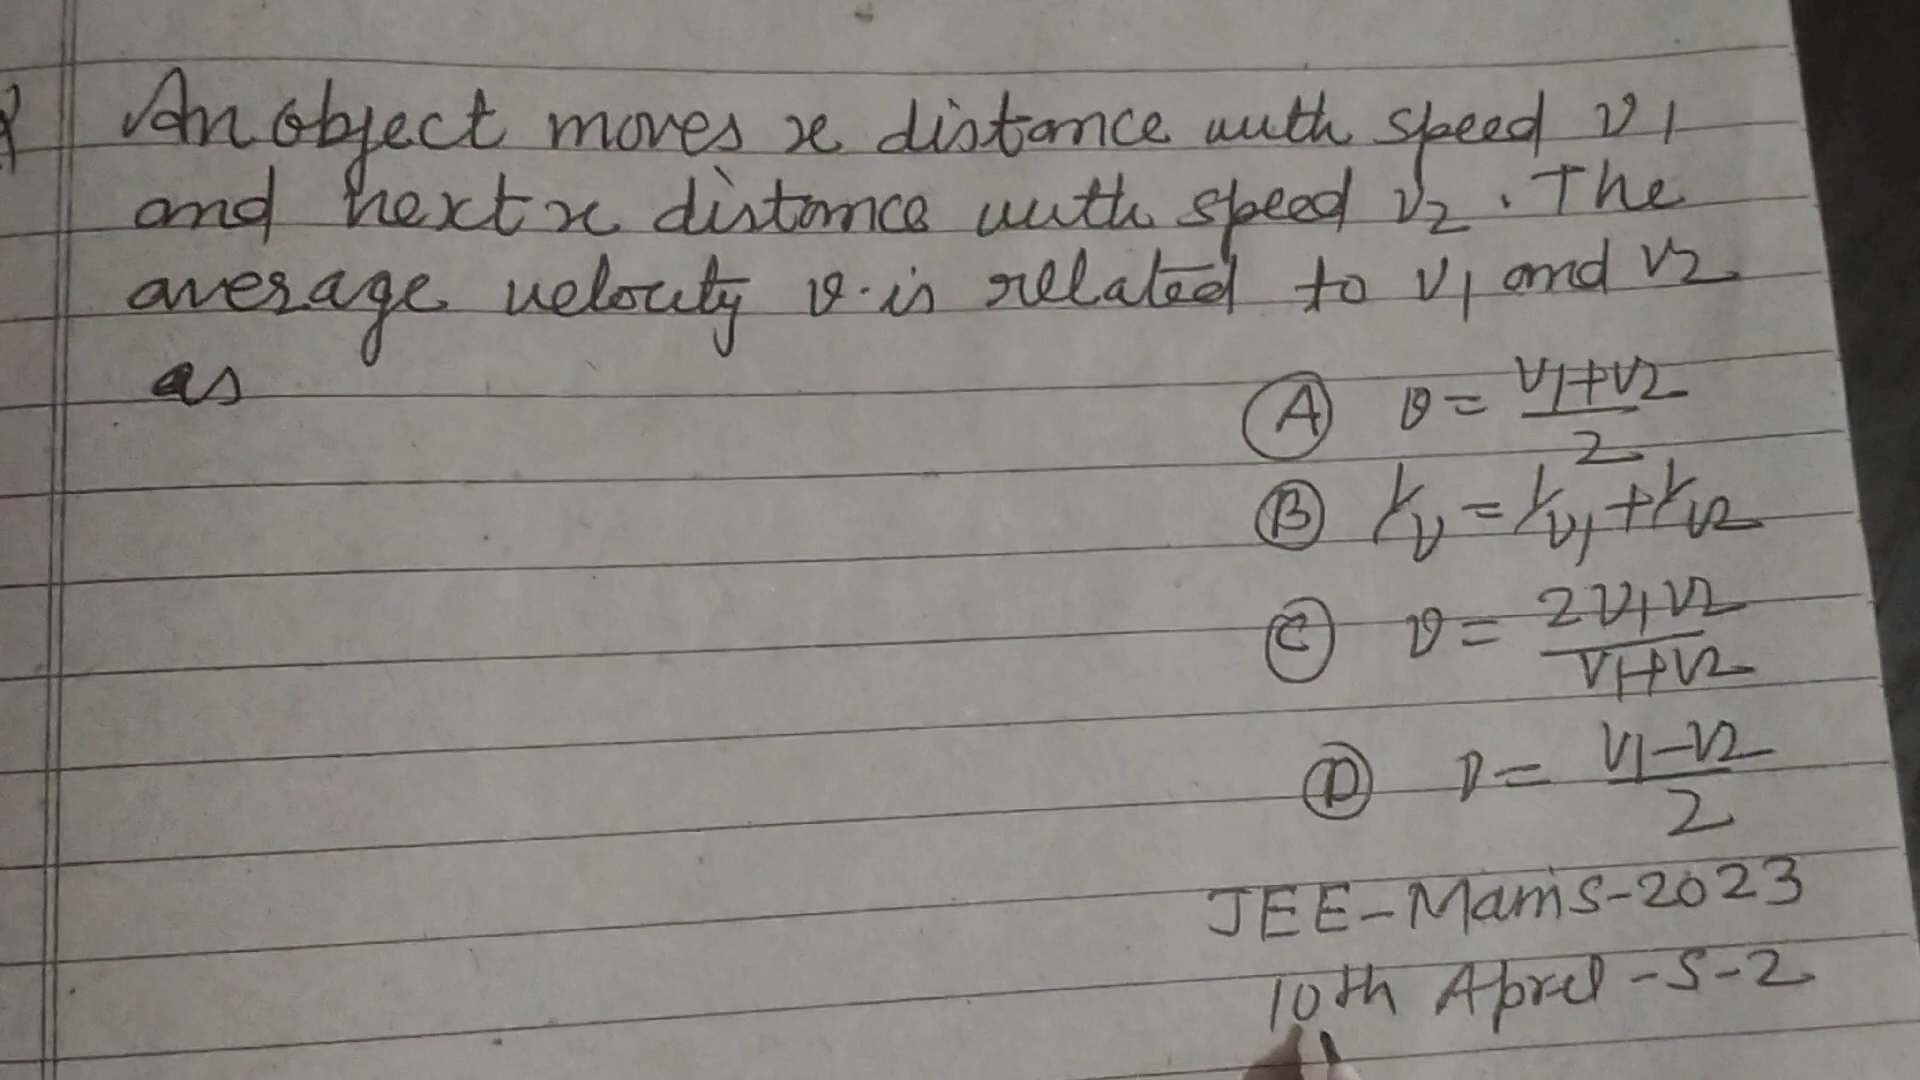 An object moves x distance with speed v1
and next x distance with speed v2. The
average velocity v is related to v1 and v2
as
(A) v = v1+v2/2
(B) 1/v = 1/v1 + 1/v2
(C) v = 2v1v2/v1+v2
(D) v = v1-v2/2
JEE-Mains-2023
10th April-S-2